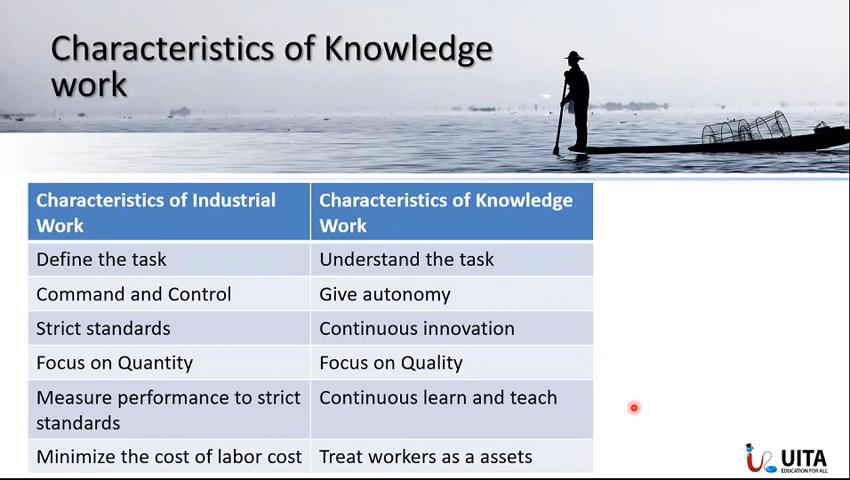 Characteristics of Knowledge
work
Characteristics of Industrial
Work
Characteristics of Knowledge
Work
Define the task
Understand the task
Command and Control
Give autonomy
Strict standards
Continuous innovation
Focus on Quantity
Focus on Quality
Measure performance to strict
standards
Continuous learn and teach
Minimize the cost of labor cost
Treat workers as a assets
UITA
EDUCATION FOR ALL